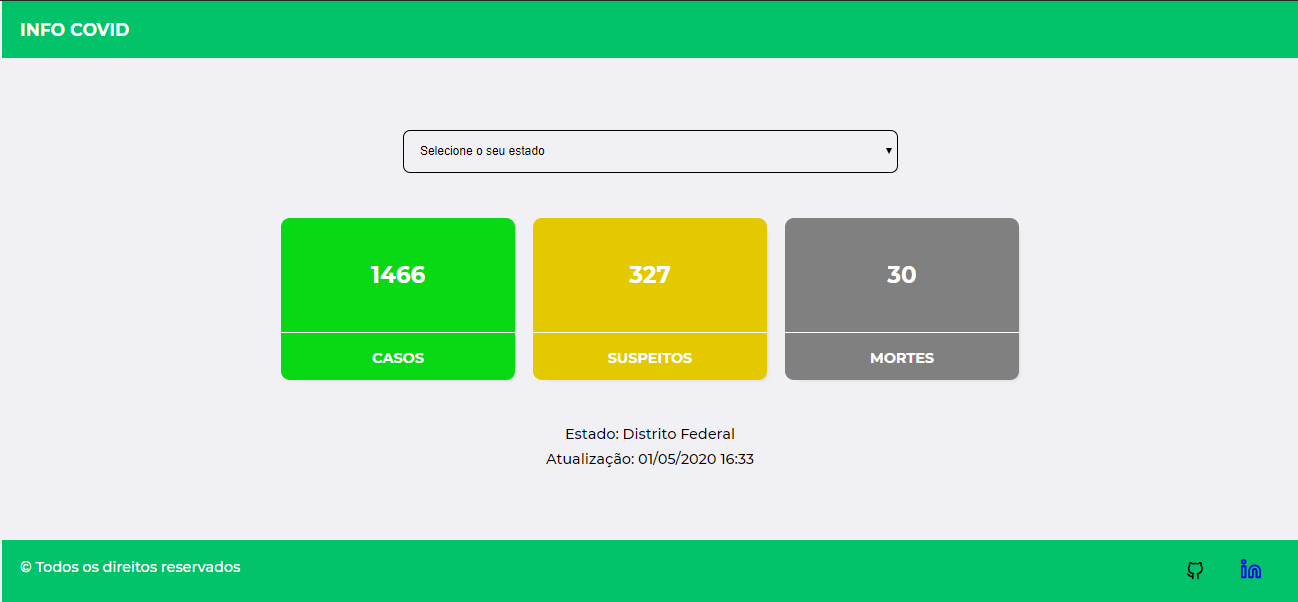 INFO COVID
Selecione o seu estado
1466
327
30
CASOS
SUSPEITOS
MORTES
Estado: Distrito Federal
Atualização: 01/05/2020 16:33
© Todos os direitos reservados
in